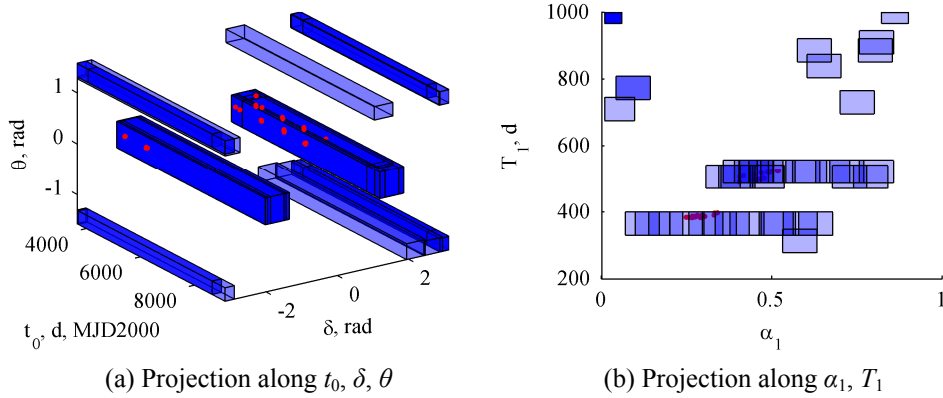 1
0
-1
θ, rad
4000
6000
8000
t0, d, MJD2000
-2
0
2
δ, rad
(a) Projection along t0, δ, θ
1000
800
600
400
200
T1, d
0
0.5
1
α1
(b) Projection along α1, T1